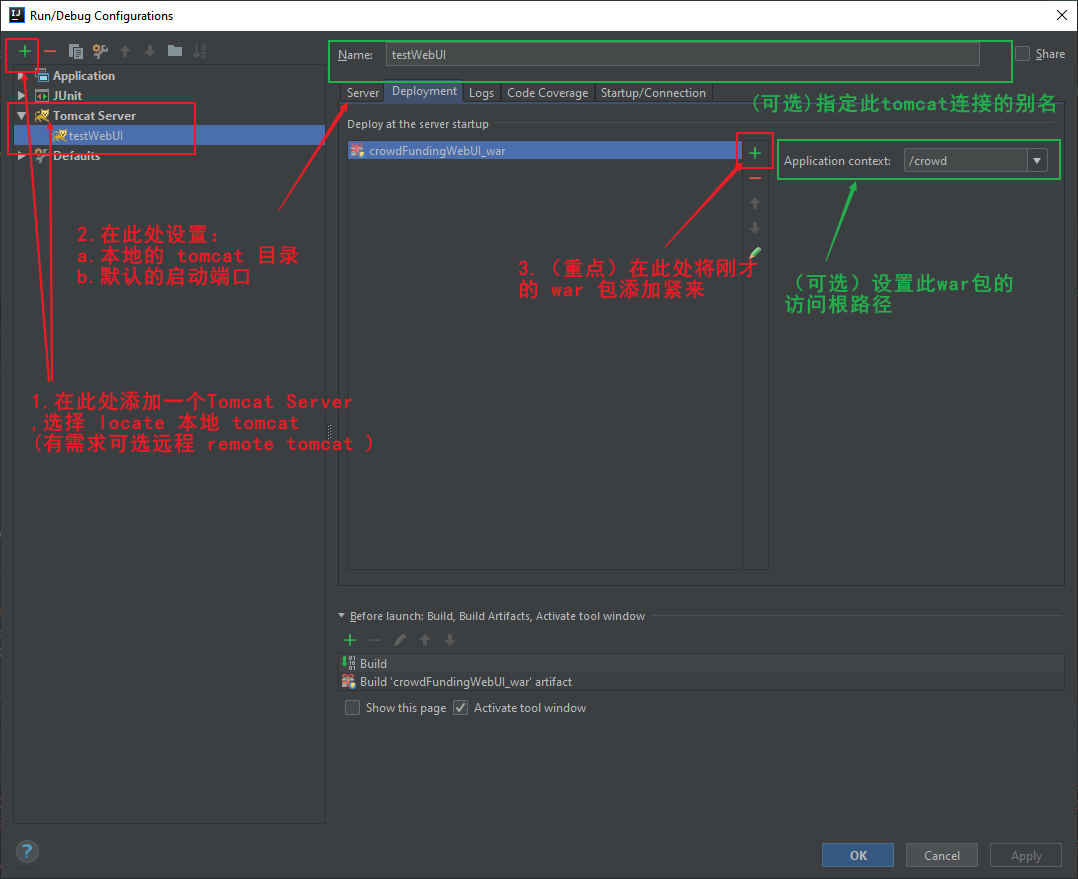 Run/Debug Configurations
Name: testWebUI
Share
Application
JUnit
Tomcat Server
testWebUI
Defaults
Server Deployment Logs Code Coverage Startup/Connection
(可选)指定此tomcat连接的别名
Deploy at the server startup
crowdFundingWebUI_war
Application context: /crowd
2.在此处设置:
a.本地的 tomcat 目录
b.默认的启动端口
3.（重点）在此处将刚才
的 war 包添加紧来
（可选）设置此war包的
访问根路径
1.在此处添加一个Tomcat Server
,选择 locate 本地 tomcat
(有需求可选远程 remote tomcat )
Before launch: Build, Build Artifacts, Activate tool window
Build
Build 'crowdFundingWebUI_war' artifact
Show this page Activate tool window
?
OK Cancel Apply